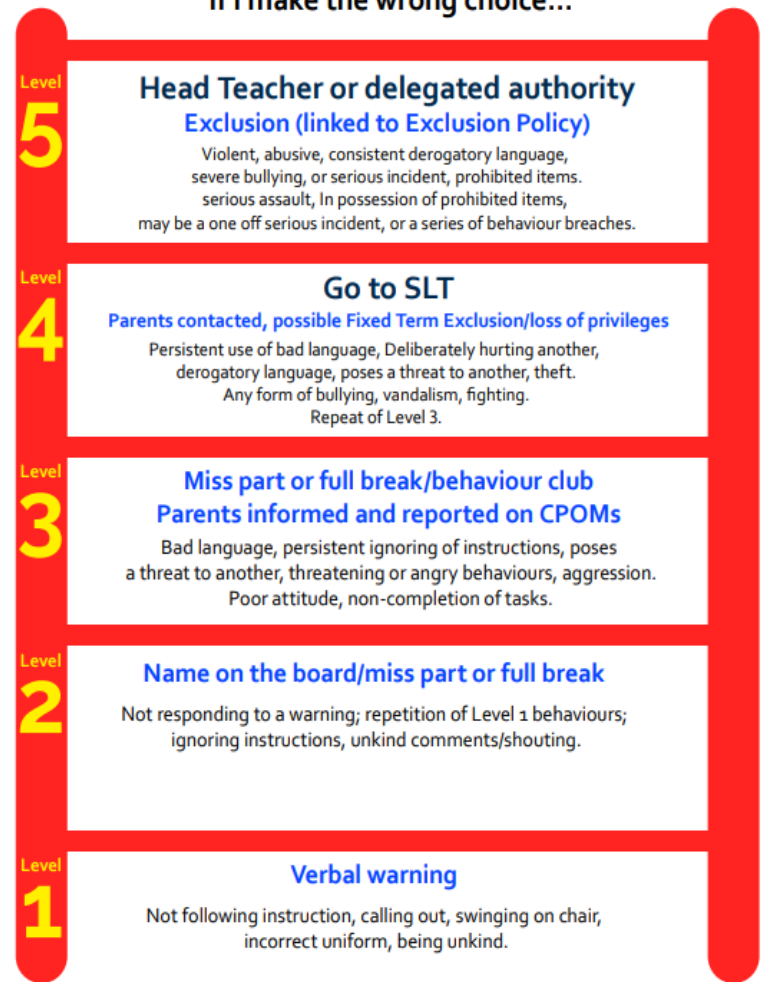 If I make the wrong choice...
Level
5
Head Teacher or delegated authority
Exclusion (linked to Exclusion Policy)
Violent, abusive, consistent derogatory language,
severe bullying, or serious incident, prohibited items.
serious assault, In possession of prohibited items,
may be a one off serious incident, or a series of behaviour breaches.
Level
4
Go to SLT
Parents contacted, possible Fixed Term Exclusion/loss of privileges
Persistent use of bad language, Deliberately hurting another,
derogatory language, poses a threat to another, theft.
Any form of bullying, vandalism, fighting.
Repeat of Level 3.
Level
3
Miss part or full break/behaviour club
Parents informed and reported on CPOMs
Bad language, persistent ignoring of instructions, poses
a threat to another, threatening or angry behaviours, aggression.
Poor attitude, non-completion of tasks.
Level
2
Name on the board/miss part or full break
Not responding to a warning; repetition of Level 1 behaviours;
ignoring instructions, unkind comments/shouting.
Level
1
Verbal warning
Not following instruction, calling out, swinging on chair,
incorrect uniform, being unkind.